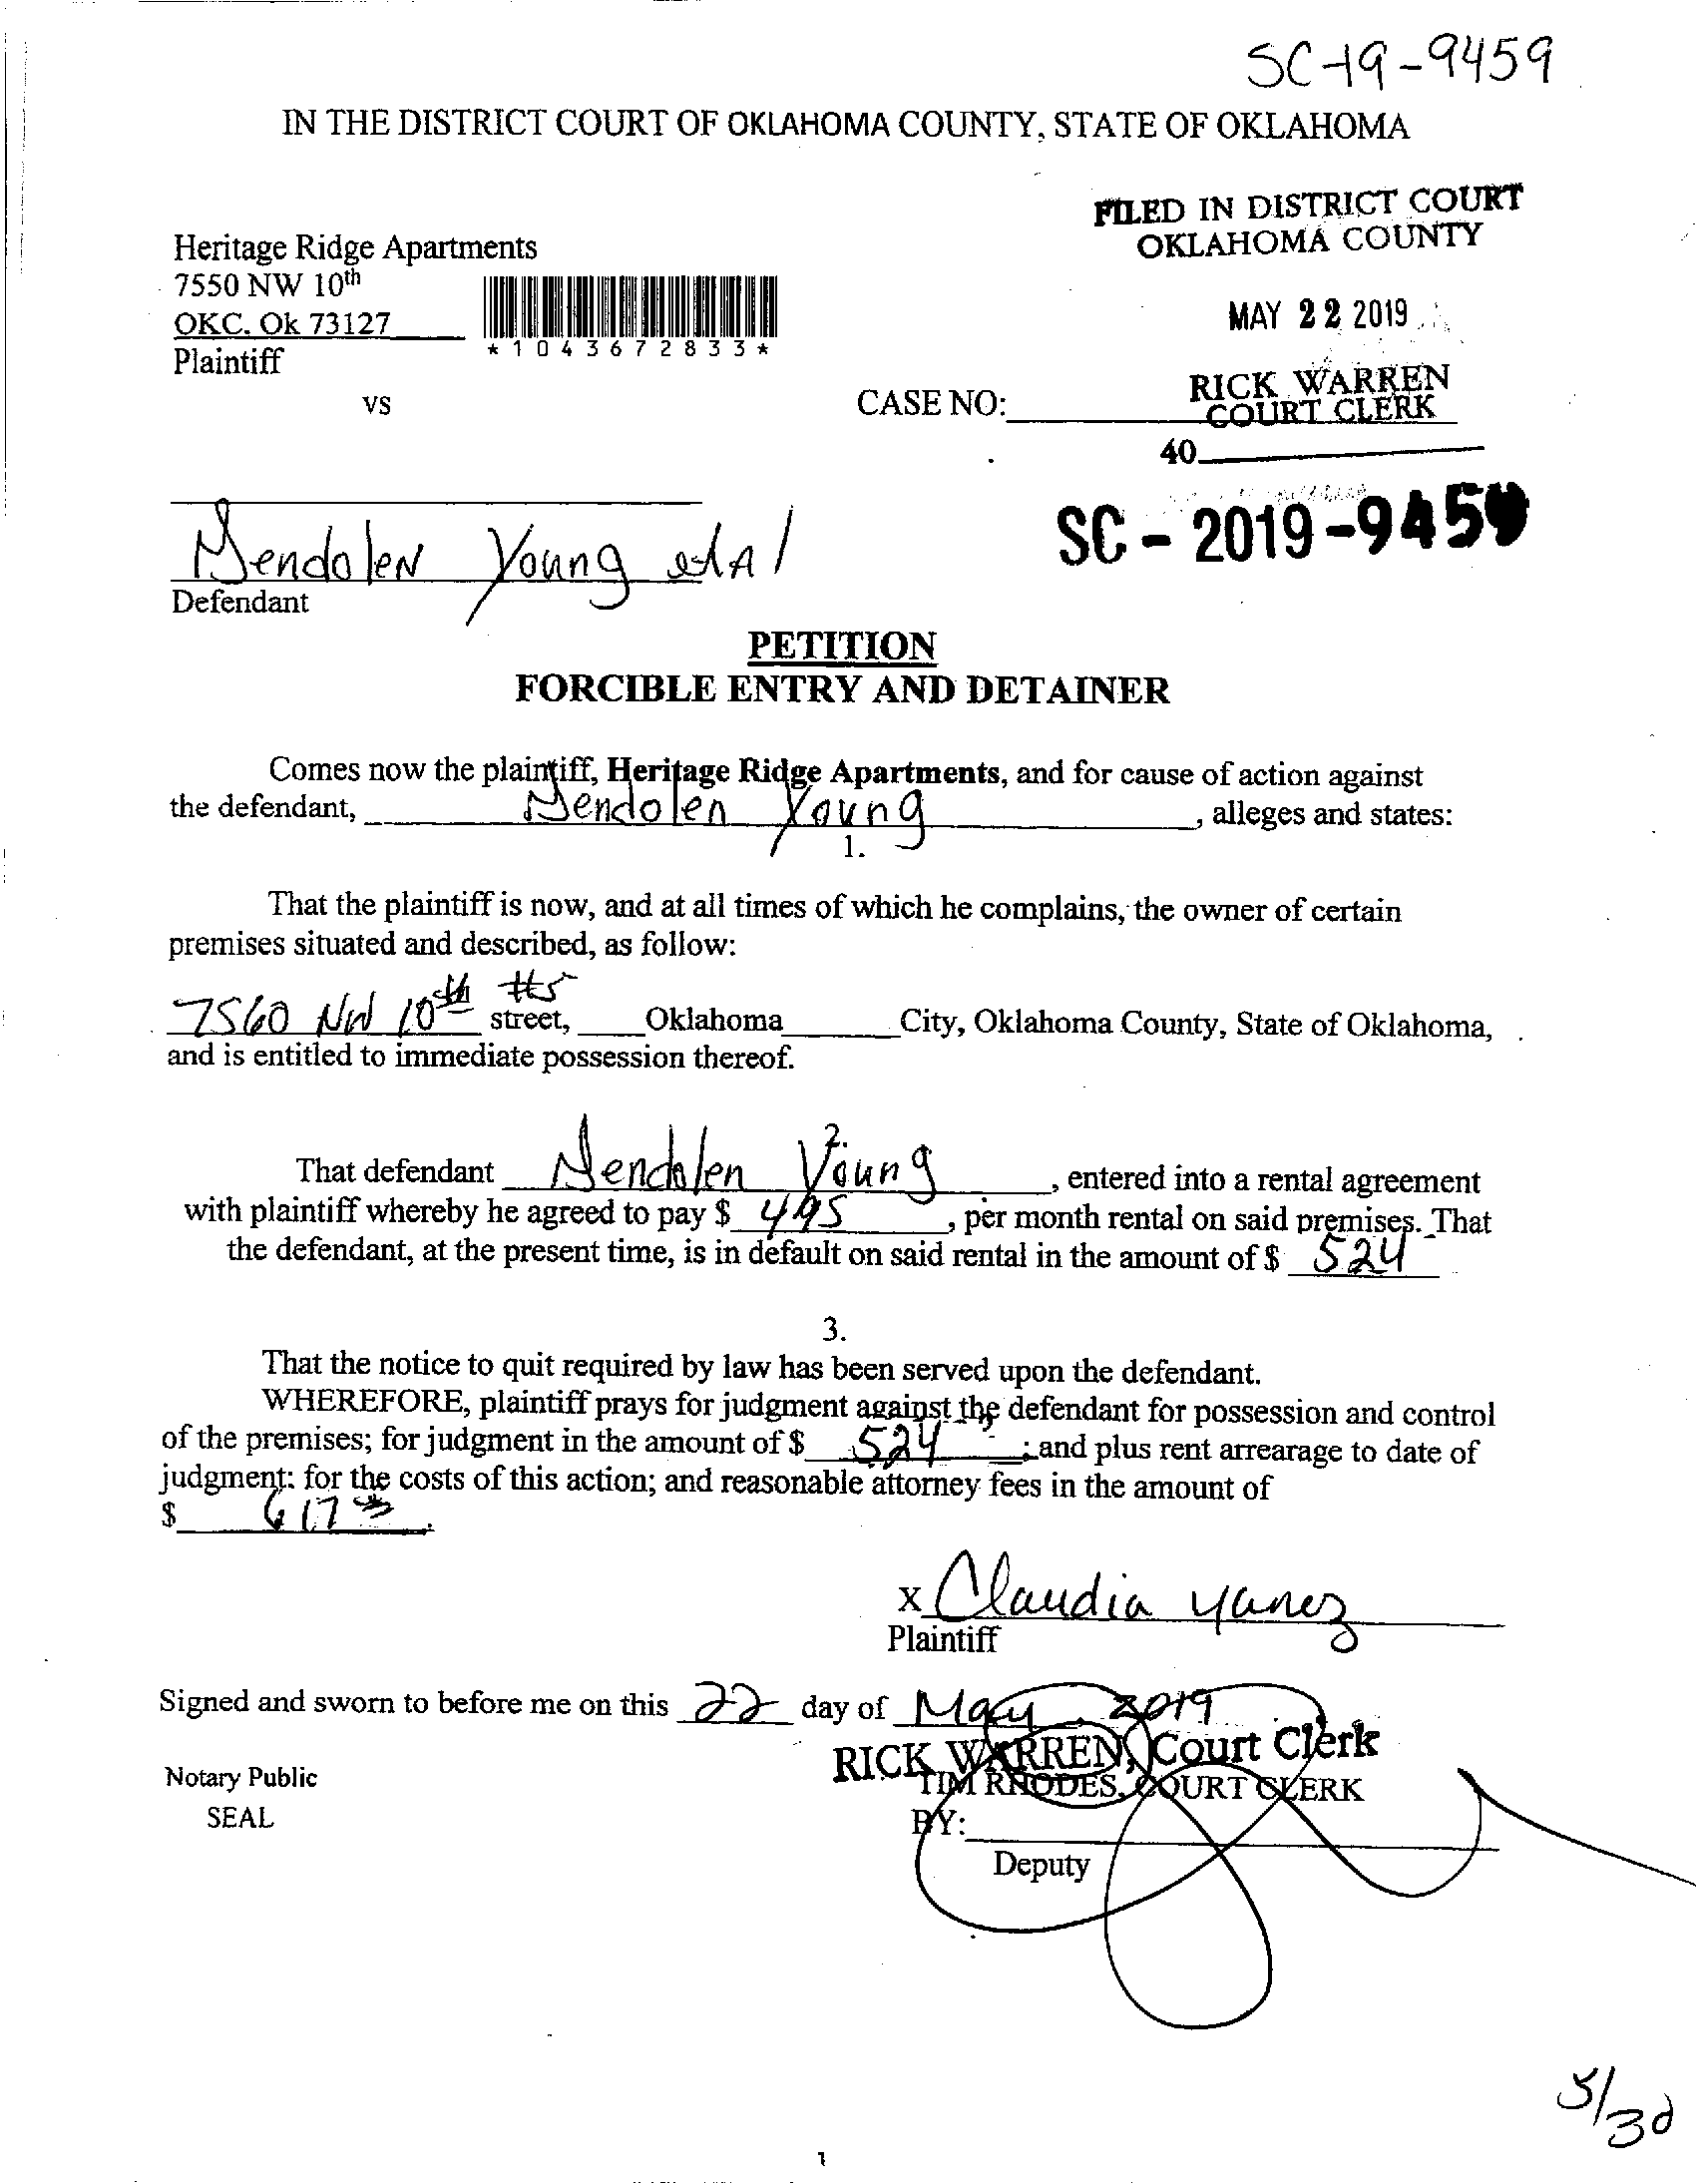 SC-19-9459
IN THE DISTRICT COURT OF OKLAHOMA COUNTY, STATE OF OKLAHOMA
FILED IN DISTRICT COURT
OKLAHOMA COUNTY
Heritage Ridge Apartments
7550 NW 10th
OKC. Ok 73127
MAY 22 2019
*1043672833*
Plaintiff
RICK WARREN
COURT CLERK
vs
CASE NO:
40
SC - 2019 - 9459
Young et Al
Defendant
PETITION
FORCIBLE ENTRY AND DETAINER
Comes now the plaintiff, Heritage Ridge Apartments, and for cause of action against
the defendant, Young, alleges and states:
1.
That the plaintiff is now, and at all times of which he complains, the owner of certain
premises situated and described, as follow:
7560 NW 10th #5 street, Oklahoma City, Oklahoma County, State of Oklahoma,
and is entitled to immediate possession thereof.
2.
That defendant Young, entered into a rental agreement
with plaintiff whereby he agreed to pay $ 495, per month rental on said premises. That
the defendant, at the present time, is in default on said rental in the amount of $ 524
3.
That the notice to quit required by law has been served upon the defendant.
WHEREFORE, plaintiff prays for judgment against the defendant for possession and control
of the premises; for judgment in the amount of $ 524; and plus rent arrearage to date of
judgment: for the costs of this action; and reasonable attorney fees in the amount of
$ 617.
x Claudia Yanez
Plaintiff
Signed and sworn to before me on this 22 day of May, 2019
RICK WARREN, Court Clerk
TIM RHODES, COURT CLERK
Notary Public
SEAL
BY:
Deputy
5/30
1